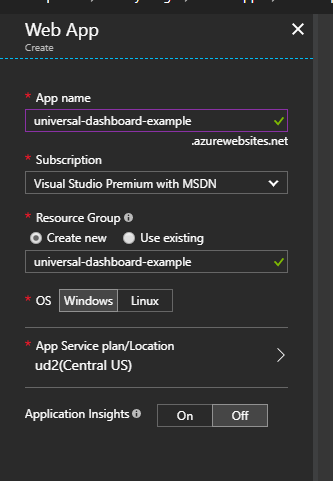 Web App
Create
* App name
universal-dashboard-example
.azurewebsites.net
* Subscription
Visual Studio Premium with MSDN
* Resource Group
Create new Use existing
universal-dashboard-example
* OS Windows Linux
* App Service plan/Location
ud2(Central US)
Application Insights On Off